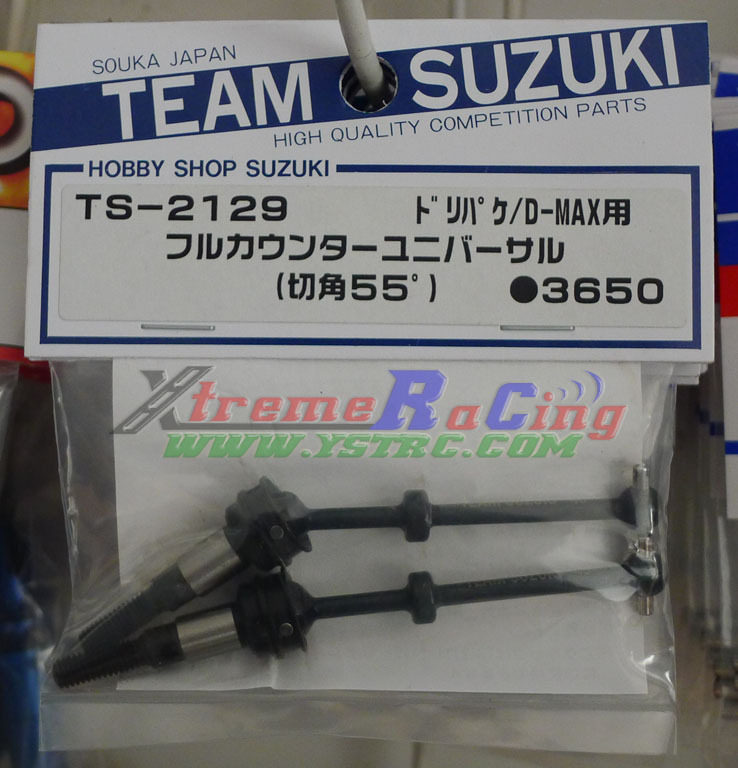 SOUKA JAPAN
TEAM SUZUKI
HIGH QUALITY COMPETITION PARTS
HOBBY SHOP SUZUKI
TS-2129 ドリパケ/D-MAX用
フルカウンターユニバーサル
(切角55°) ●3650
XtremeRaCing
WWW.YSTRC.COM